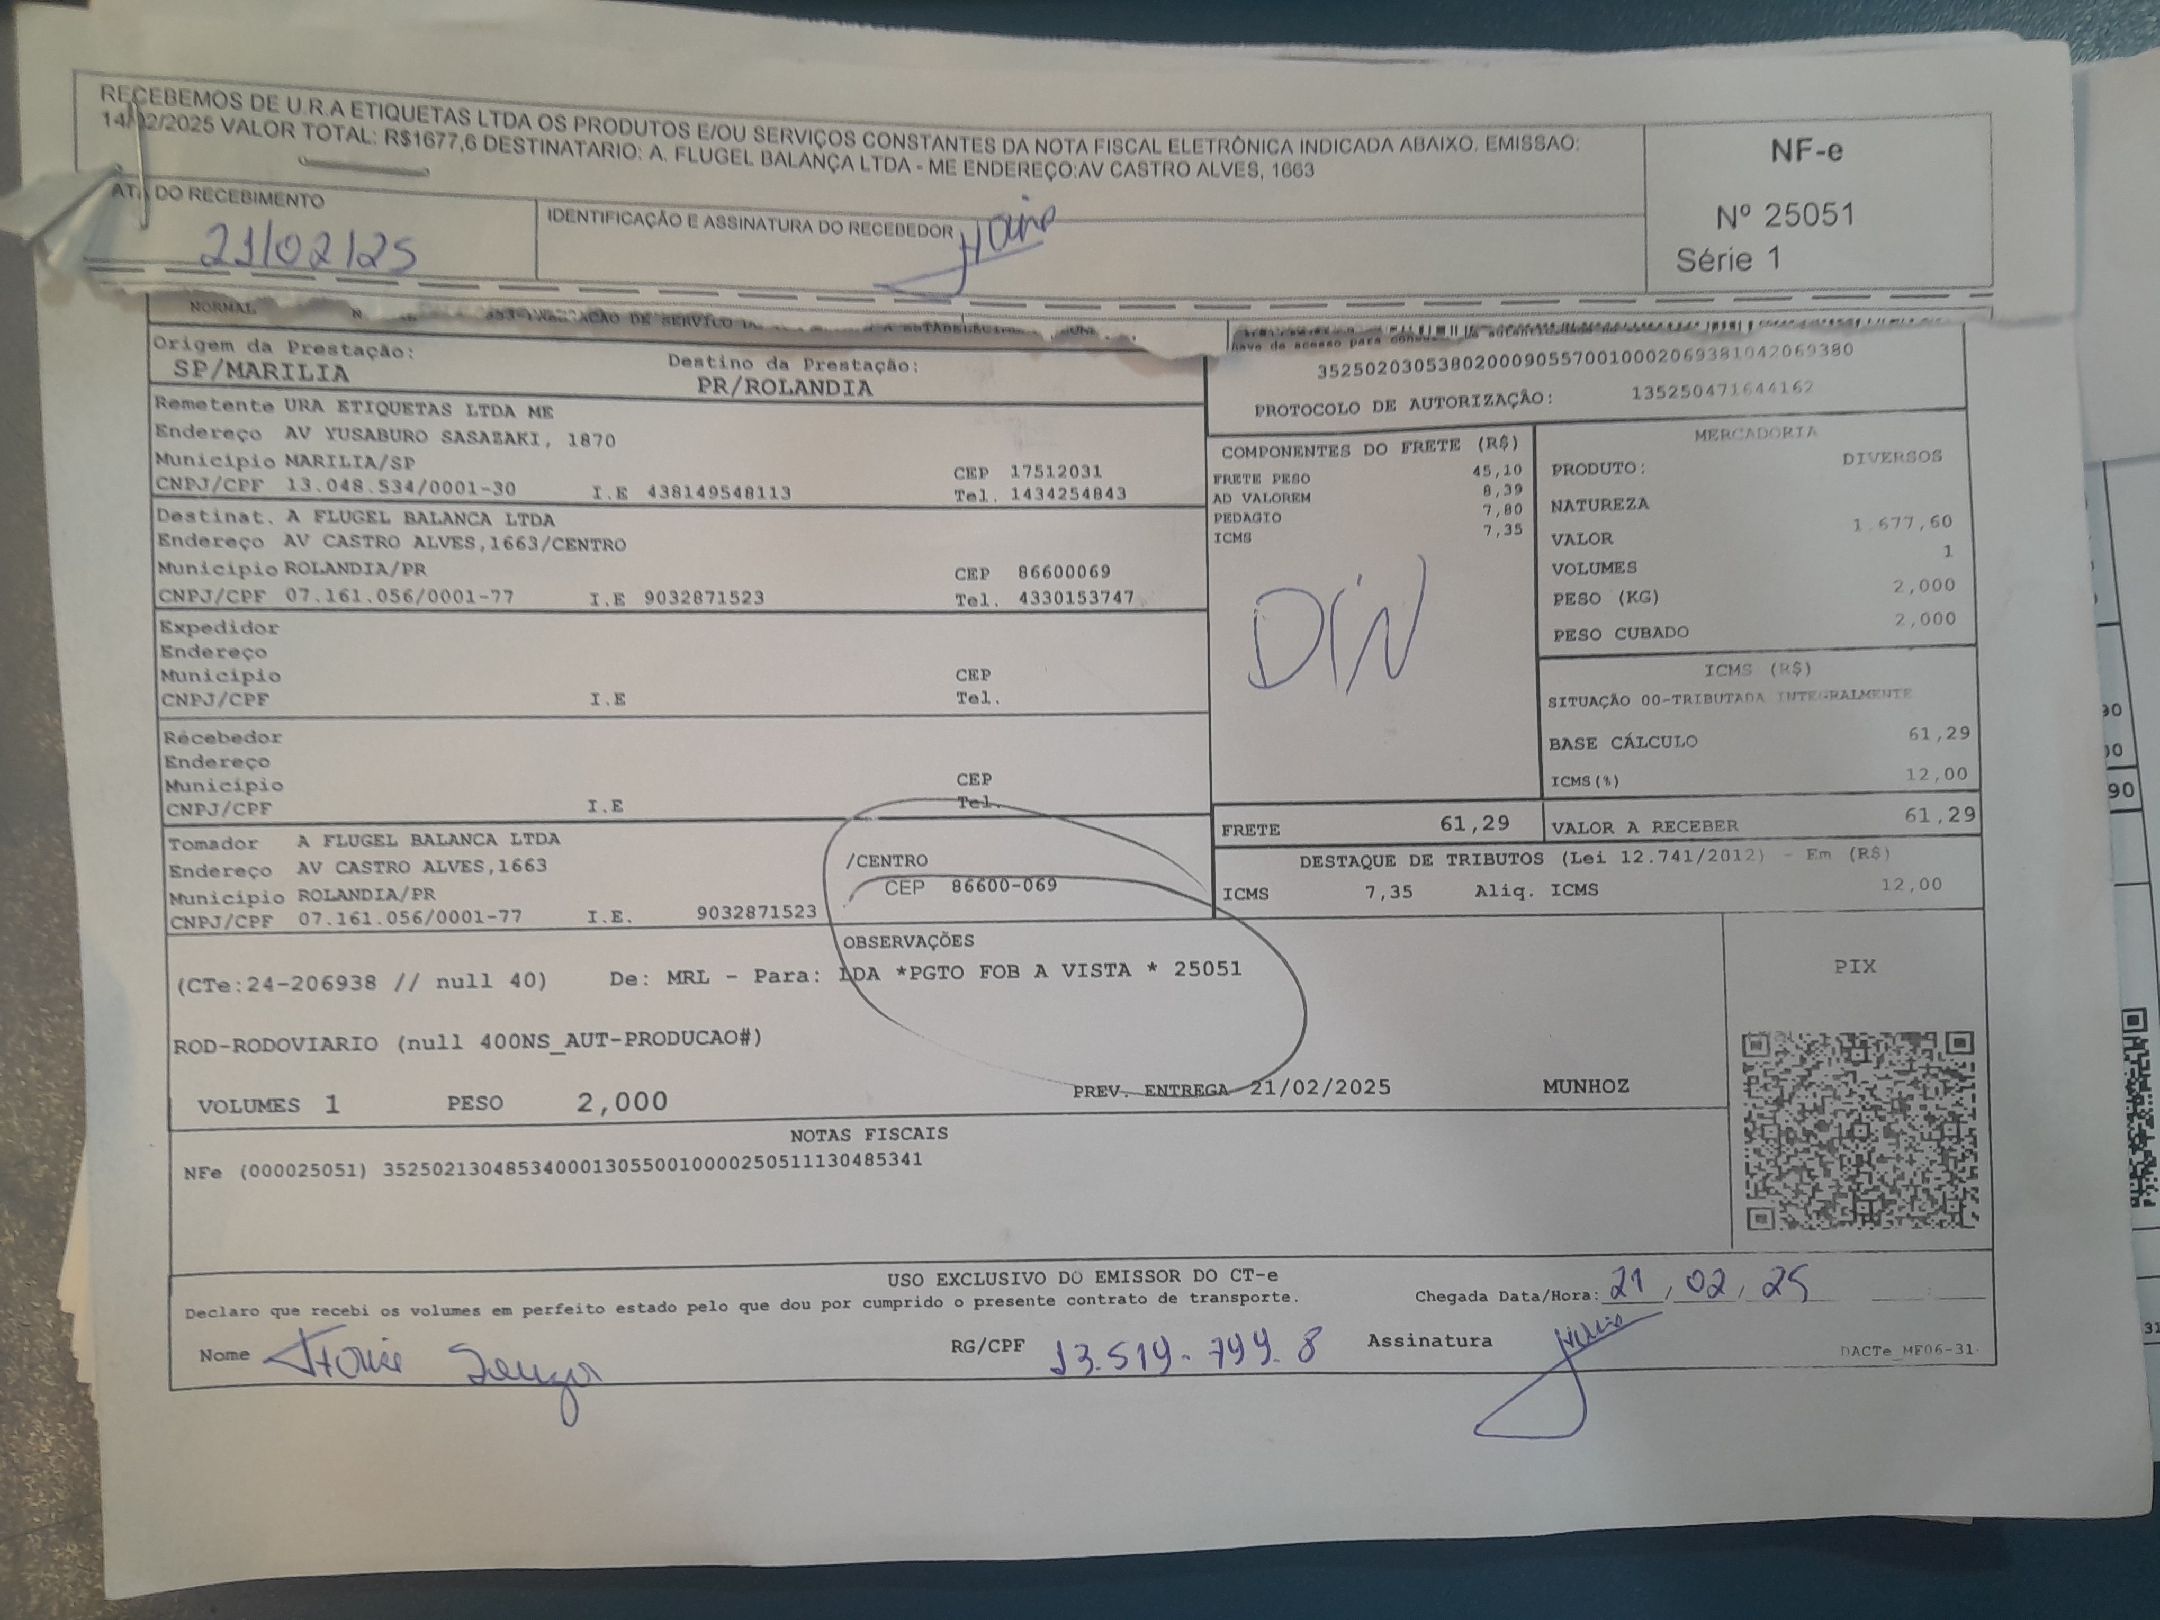 RECEBEMOS DE U.R.A ETIQUETAS LTDA OS PRODUTOS E/OU SERVIÇOS CONSTANTES DA NOTA FISCAL ELETRÔNICA INDICADA ABAIXO. EMISSAO:
14/02/2025 VALOR TOTAL: R$1677,6 DESTINATARIO: A. FLUGEL BALANÇA LTDA - ME ENDEREÇO:AV CASTRO ALVES, 1663
NF-e
Nº 25051
Série 1
ATA DO RECEBIMENTO
21/02/25
IDENTIFICAÇÃO E ASSINATURA DO RECEBEDOR
NORMAL
DE SERVICO
Origem da Prestação:
SP/MARILIA
Destino da Prestação:
PR/ROLANDIA
have de acesso para
35250203053802000905570010002069381042069380
PROTOCOLO DE AUTORIZAÇÃO: 135250471644162
Remetente URA ETIQUETAS LTDA ME
Endereço AV YUSABURO SASAZAKI, 1870
Municipio MARILIA/SP CEP 17512031
CNPJ/CPF 13.048.534/0001-30 I.E 438149548113 Tel. 1434254843
Destinat. A FLUGEL BALANCA LTDA
Endereço AV CASTRO ALVES,1663/CENTRO
Municipio ROLANDIA/PR CEP 86600069
CNPJ/CPF 07.161.056/0001-77 I.E 9032871523 Tel. 4330153747
Expedidor
Endereço
Municipio CEP
CNPJ/CPF I.E Tel.
Recebedor
Endereço
Municipio CEP
CNPJ/CPF I.E Tel.
Tomador A FLUGEL BALANCA LTDA
Endereço AV CASTRO ALVES,1663 /CENTRO
Municipio ROLANDIA/PR CEP 86600-069
CNPJ/CPF 07.161.056/0001-77 I.E. 9032871523
COMPONENTES DO FRETE (R$)
FRETE PESO 45,10
AD VALOREM 8,39
PEDAGIO 7,80
ICMS 7,35
DIN
MERCADORIA
PRODUTO: DIVERSOS
NATUREZA
VALOR 1.677,60
VOLUMES 1
PESO (KG) 2,000
PESO CUBADO 2,000
ICMS (R$)
SITUAÇÃO 00-TRIBUTADA INTEGRALMENTE
BASE CÁLCULO 61,29
ICMS(%) 12,00
FRETE 61,29
VALOR A RECEBER 61,29
DESTAQUE DE TRIBUTOS (Lei 12.741/2012) - Em (R$)
ICMS 7,35 Aliq. ICMS 12,00
OBSERVAÇÕES
(CTe:24-206938 // null 40) De: MRL - Para: LDA *PGTO FOB A VISTA * 25051
ROD-RODOVIARIO (null 400NS_AUT-PRODUCAO#)
VOLUMES 1 PESO 2,000 PREV. ENTREGA 21/02/2025 MUNHOZ
PIX
NOTAS FISCAIS
NFe (000025051) 35250213048534000130550010000250511130485341
USO EXCLUSIVO DO EMISSOR DO CT-e
Declaro que recebi os volumes em perfeito estado pelo que dou por cumprido o presente contrato de transporte.
Chegada Data/Hora: 21,02,25
Nome Souza
RG/CPF 13.519.799.8
Assinatura
DACTe_MF06-31